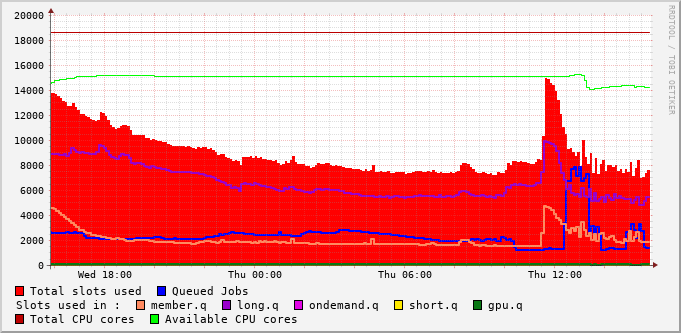 20000
18000
16000
14000
12000
10000
8000
6000
4000
2000
0
Wed 18:00 Thu 00:00 Thu 06:00 Thu 12:00
RRDTOOL / TOBI OETIKER
Total slots used Queued Jobs
Slots used in : member.q long.q ondemand.q short.q gpu.q
Total CPU cores Available CPU cores